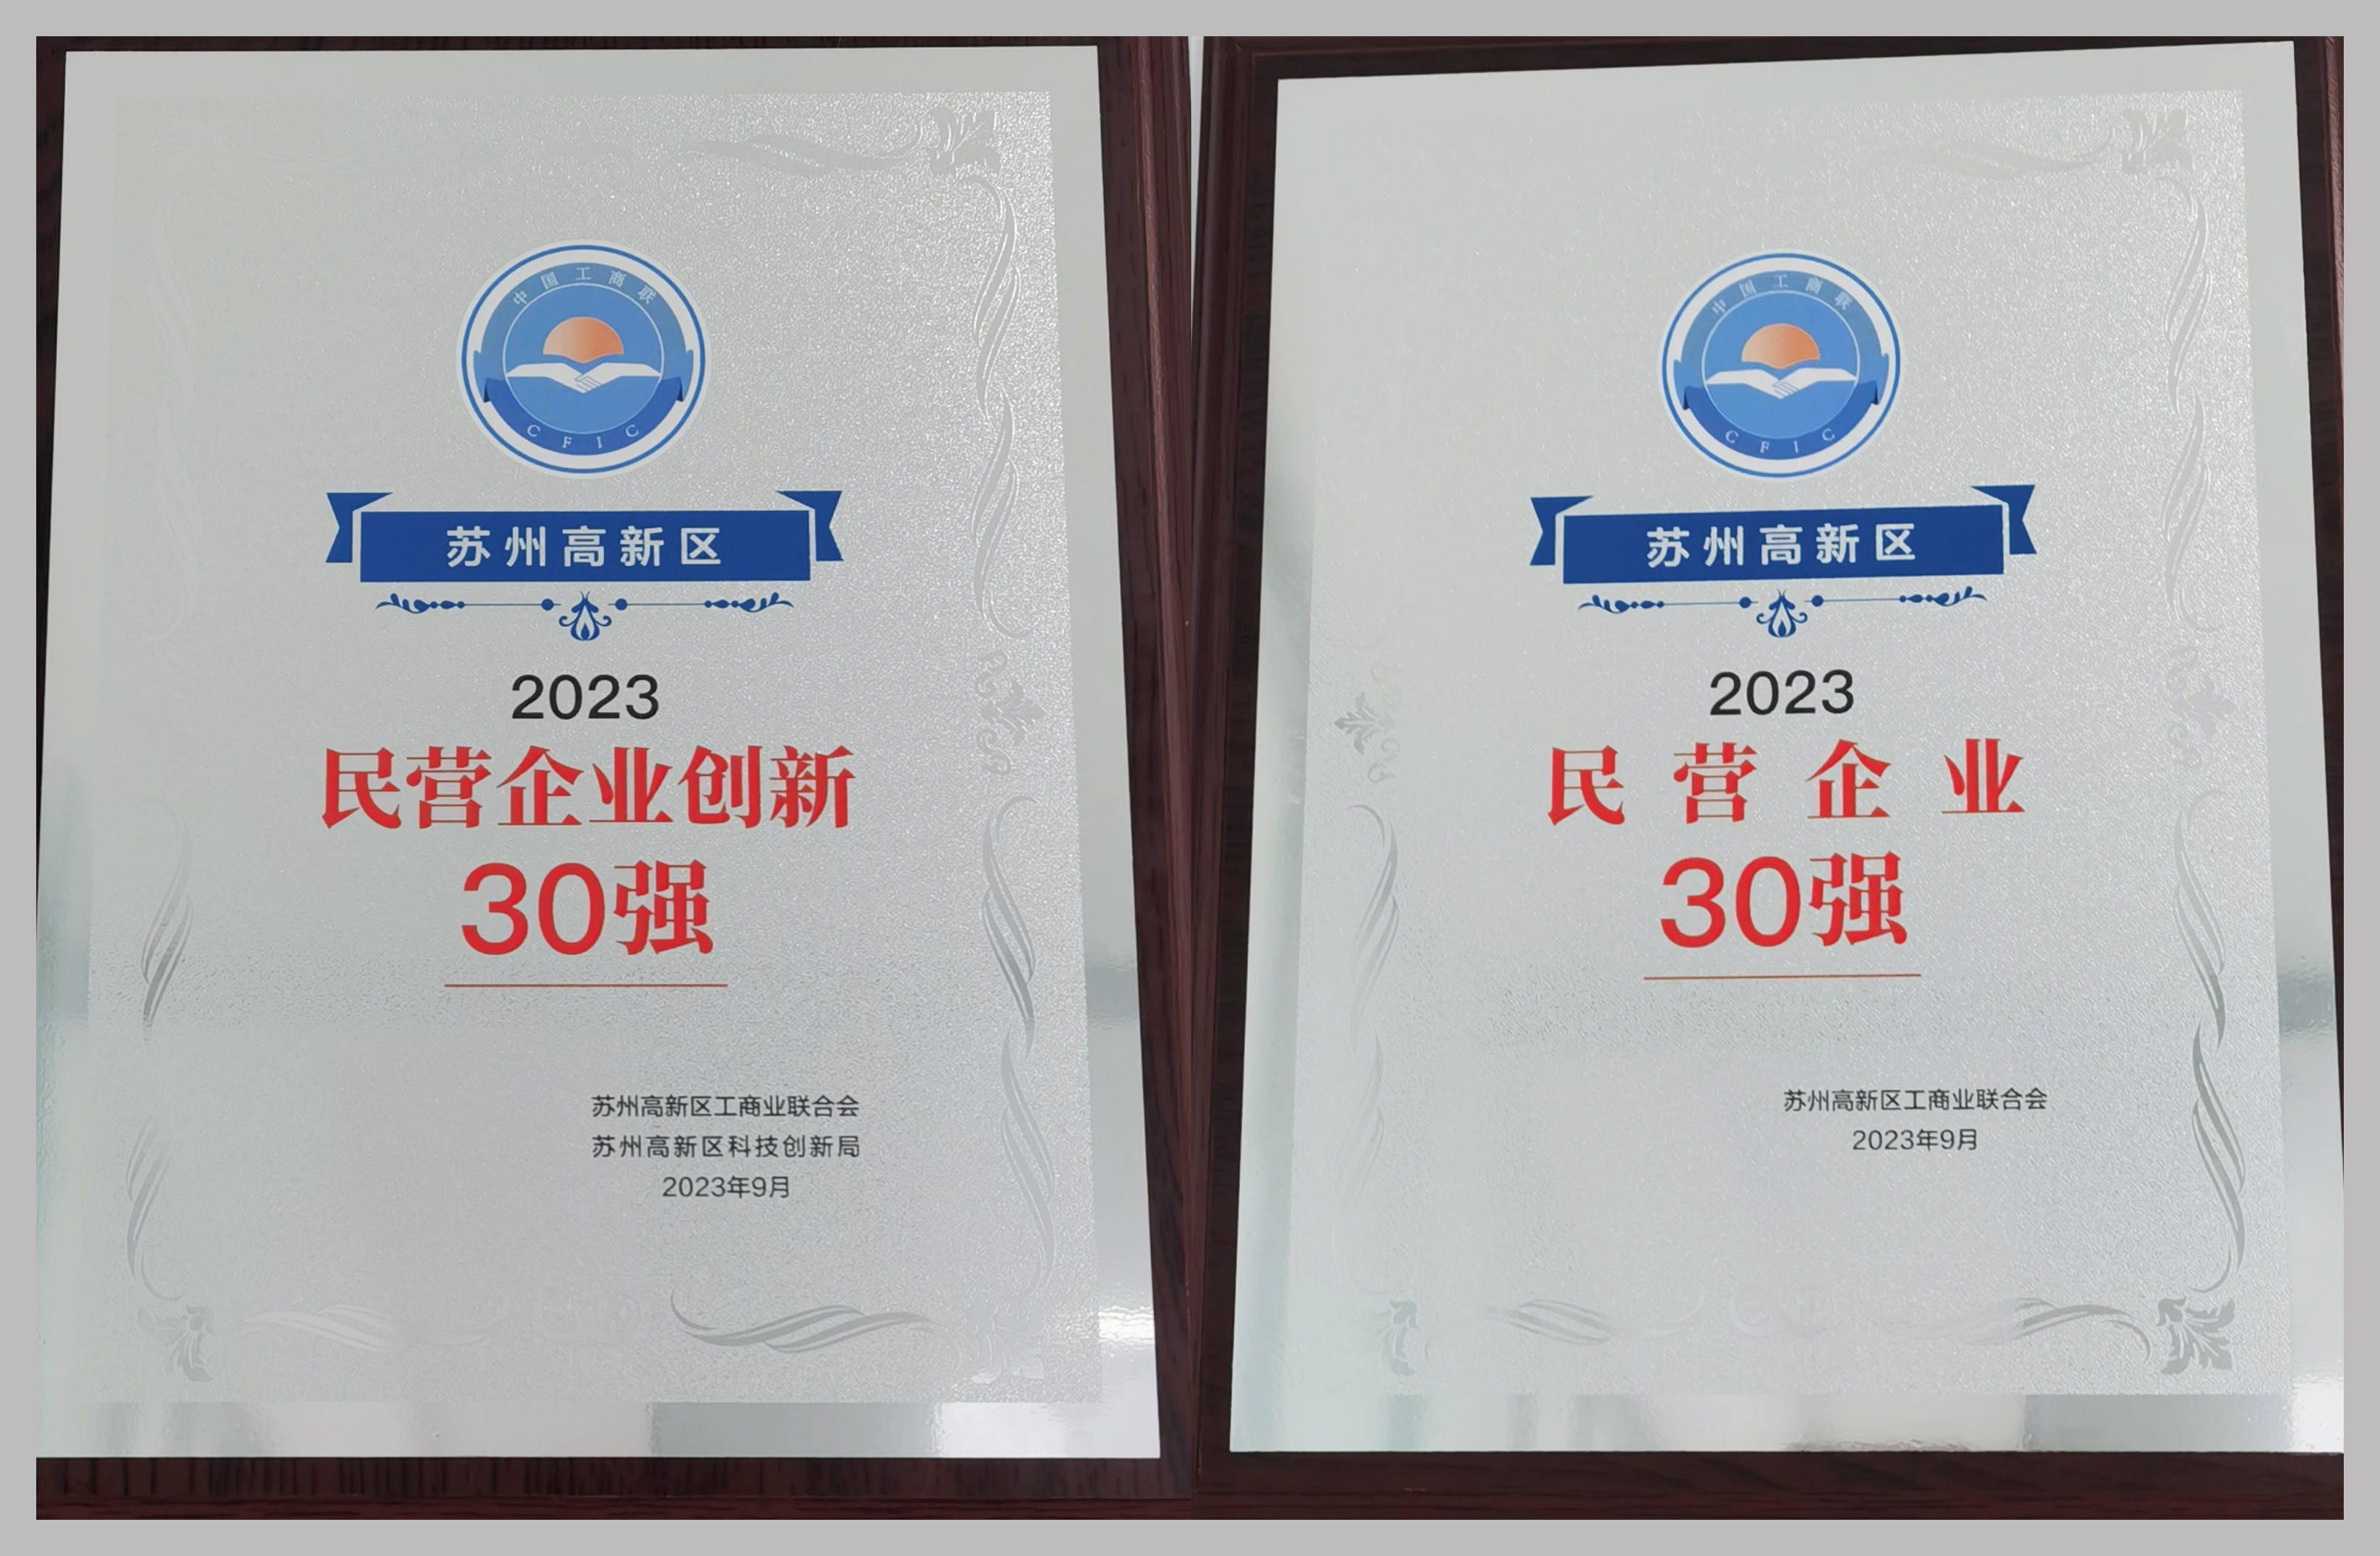 中国工商联
CFIC
苏州高新区
2023
民营企业创新
30强
苏州高新区工商业联合会
苏州高新区科技创新局
2023年9月
中国工商联
CFIC
苏州高新区
2023
民营企业
30强
苏州高新区工商业联合会
2023年9月